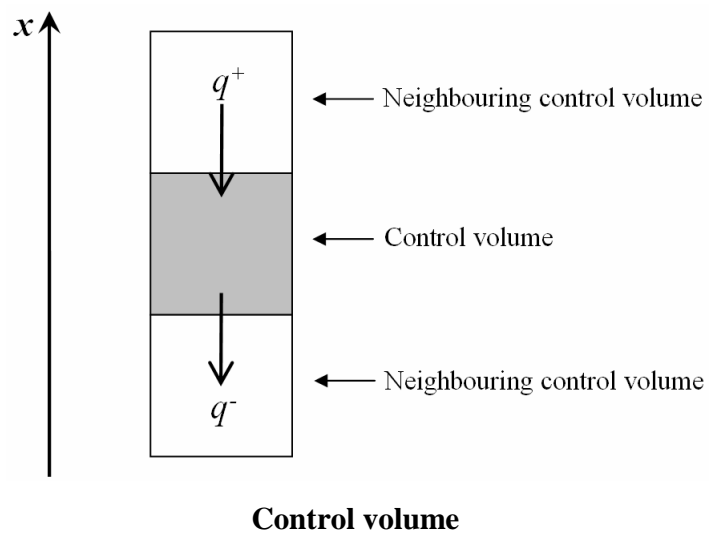 x
q⁺
Neighbouring control volume
Control volume
Neighbouring control volume
q⁻
Control volume